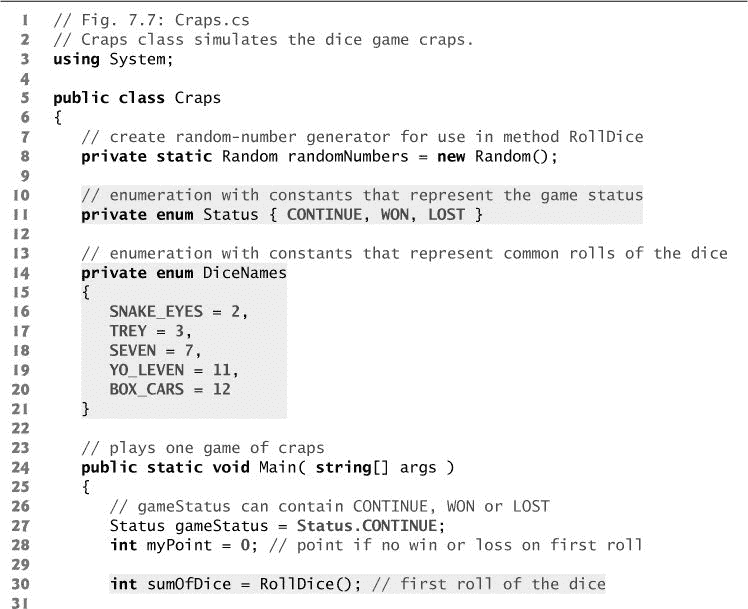 1 // Fig. 7.7: Craps.cs
2 // Craps class simulates the dice game craps.
3 using System;
4
5 public class Craps
6 {
7 // create random-number generator for use in method RollDice
8 private static Random randomNumbers = new Random();
9
10 // enumeration with constants that represent the game status
11 private enum Status { CONTINUE, WON, LOST }
12
13 // enumeration with constants that represent common rolls of the dice
14 private enum DiceNames
15 {
16 SNAKE_EYES = 2,
17 TREY = 3,
18 SEVEN = 7,
19 YO_LEVEN = 11,
20 BOX_CARS = 12
21 }
22
23 // plays one game of craps
24 public static void Main( string[] args )
25 {
26 // gameStatus can contain CONTINUE, WON or LOST
27 Status gameStatus = Status.CONTINUE;
28 int myPoint = 0; // point if no win or loss on first roll
29
30 int sumOfDice = RollDice(); // first roll of the dice
31